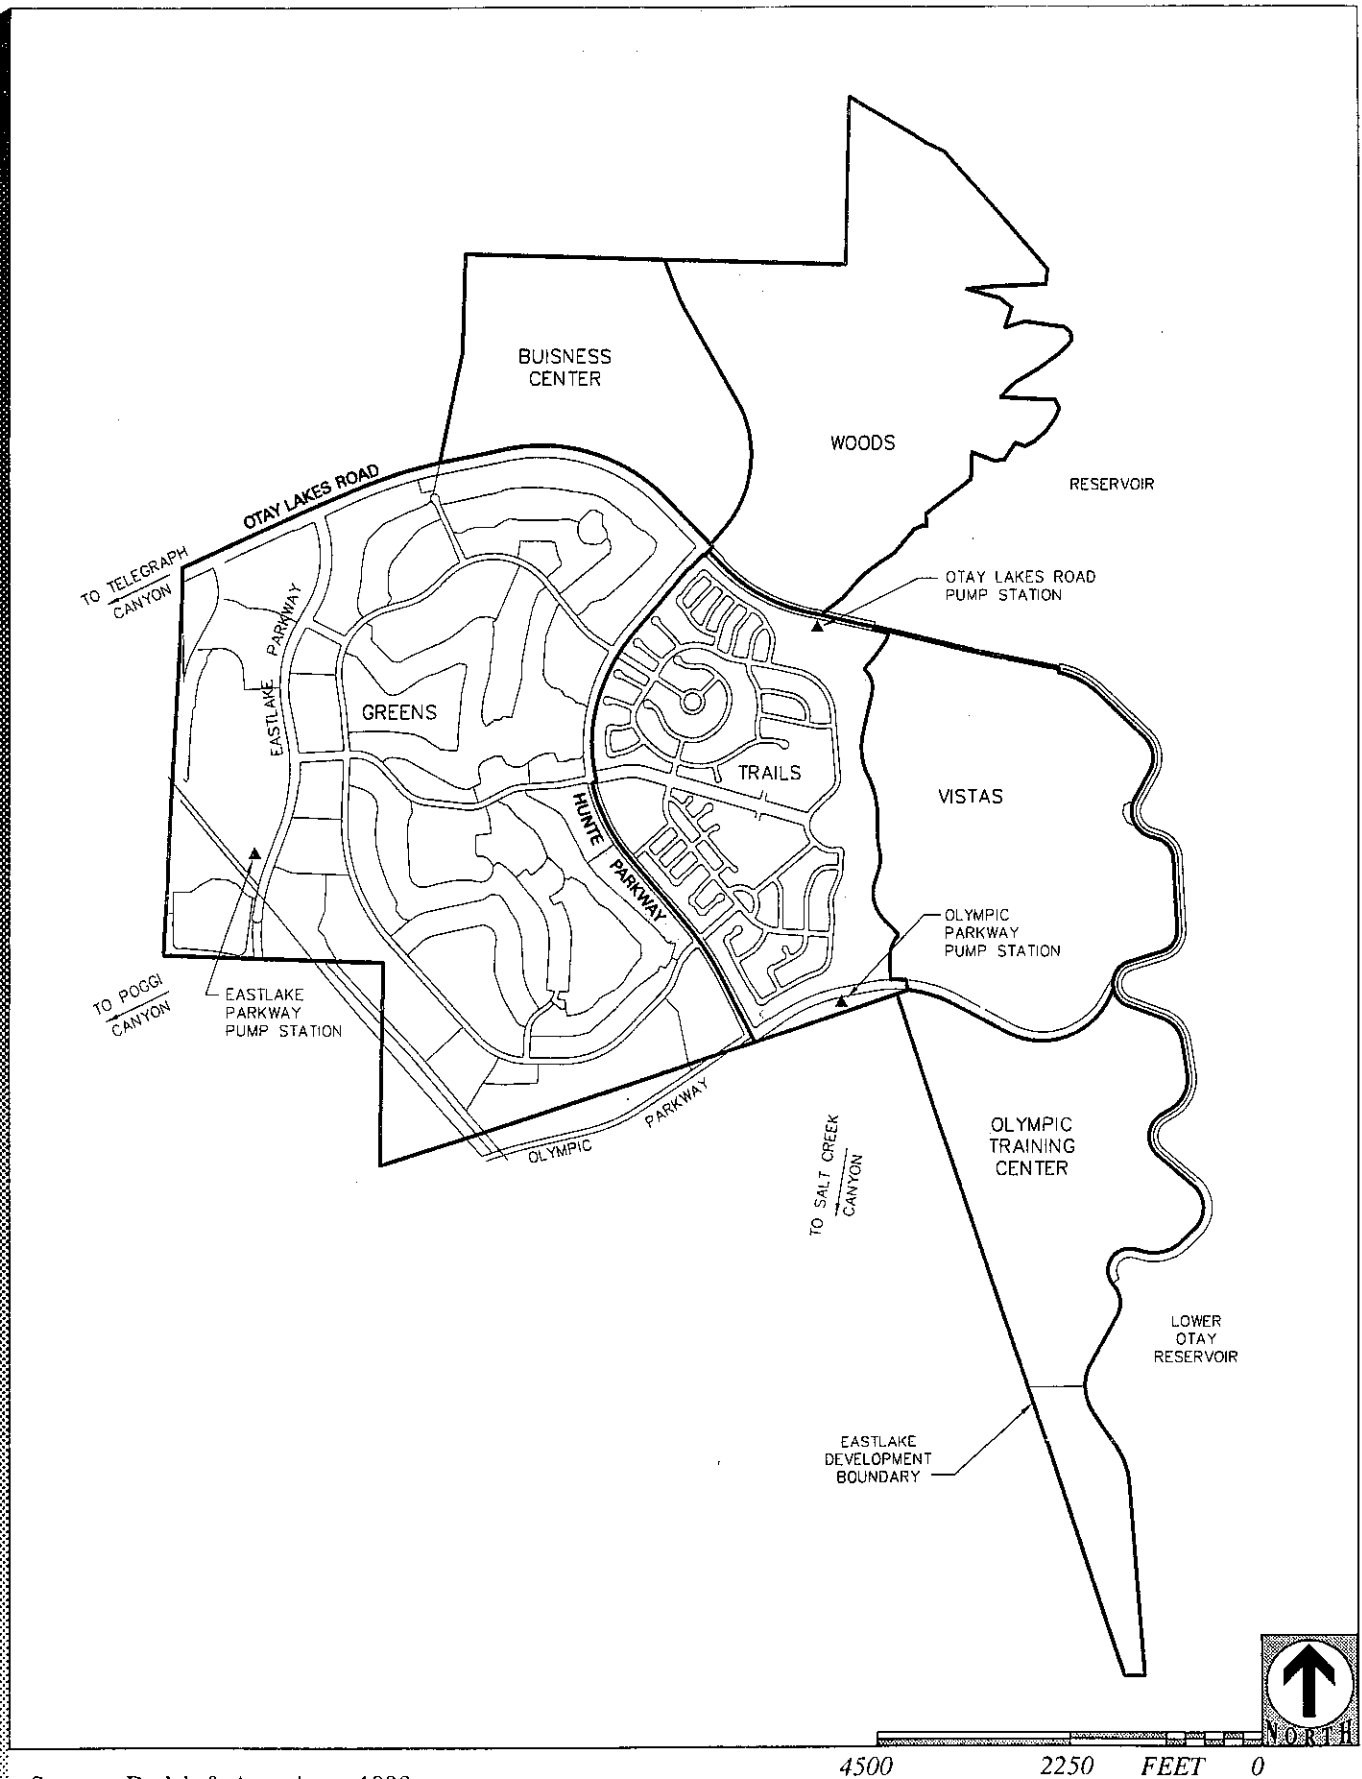 BUISNESS
CENTER
WOODS
RESERVOIR
OTAY LAKES ROAD
TO TELEGRAPH
CANYON
EASTLAKE PARKWAY
OTAY LAKES ROAD
PUMP STATION
GREENS
TRAILS
VISTAS
HUNTE PARKWAY
OLYMPIC
PARKWAY
PUMP STATION
TO POGGI
CANYON
EASTLAKE
PARKWAY
PUMP STATION
OLYMPIC PARKWAY
OLYMPIC
TRAINING
CENTER
TO SALT CREEK
CANYON
LOWER
OTAY
RESERVOIR
EASTLAKE
DEVELOPMENT
BOUNDARY
NORTH
4500 2250 FEET 0